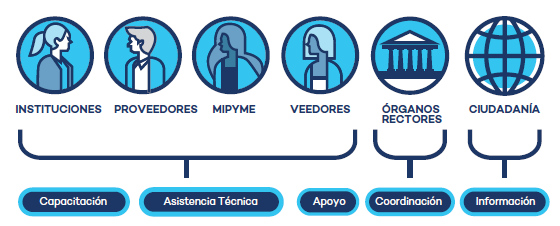 INSTITUCIONES
PROVEEDORES
MIPYME
VEEDORES
ÓRGANOS
RECTORES
CIUDADANÍA
Capacitación
Asistencia Técnica
Apoyo
Coordinación
Información